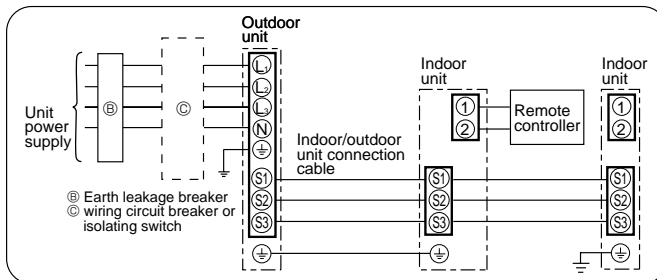 Outdoor
unit
Indoor
unit
Indoor
unit
Unit
power
supply
Ⓑ
Ⓒ
L1
L2
L3
N
S1
S2
S3
Indoor/outdoor
unit connection
cable
1
2
S1
S2
S3
Remote
controller
1
2
S1
S2
S3
Ⓑ Earth leakage breaker
Ⓒ wiring circuit breaker or
isolating switch